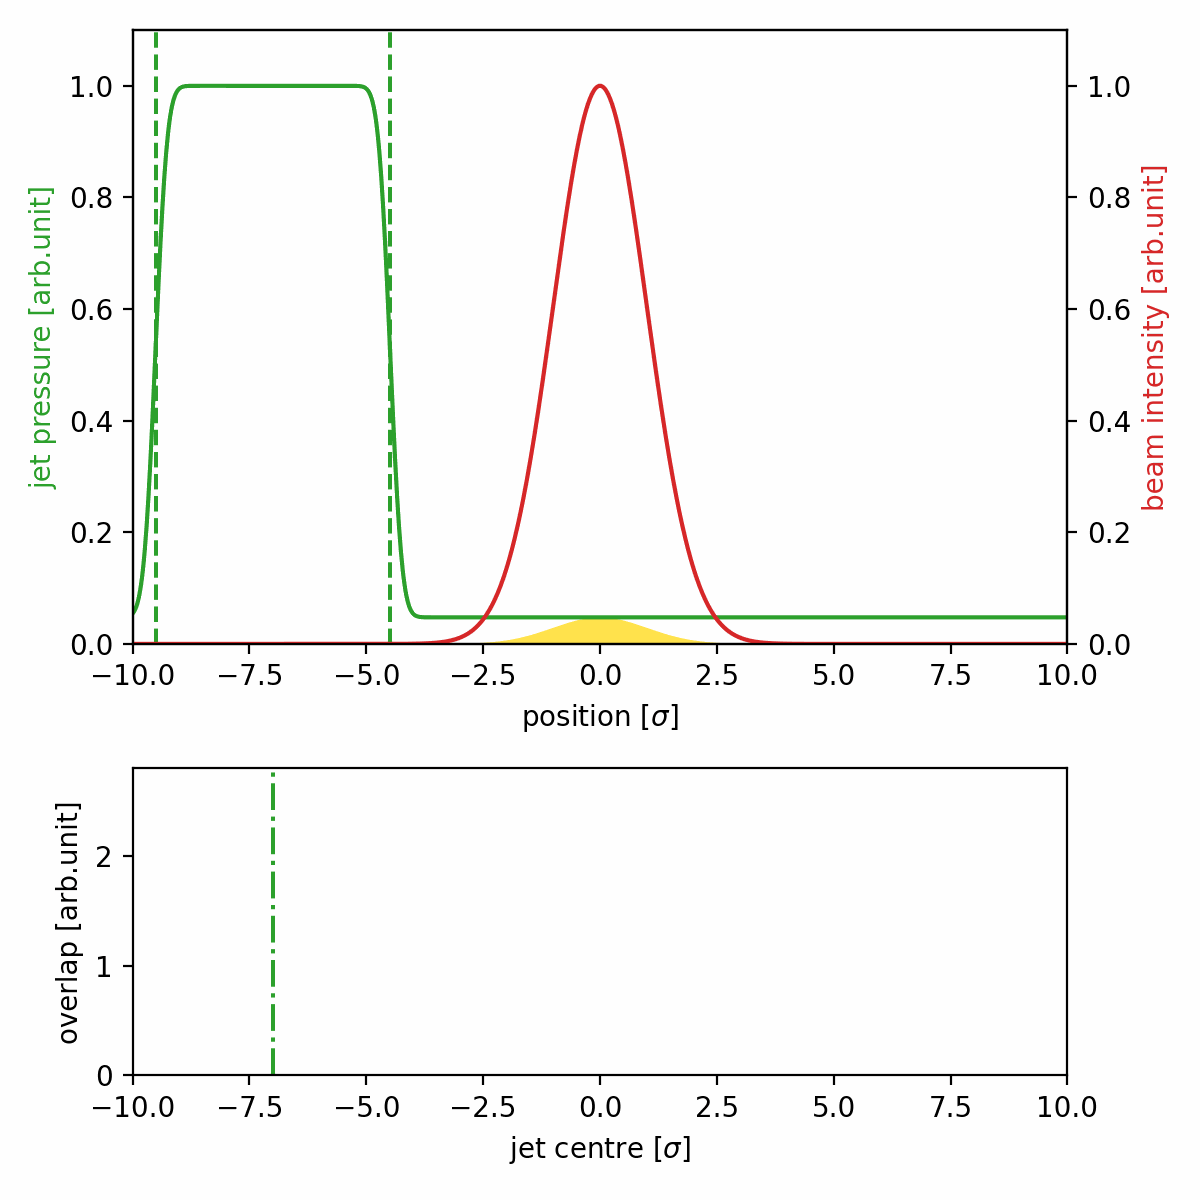 1.0
0.8
0.6
0.4
0.2
0.0
jet pressure [arb.unit]
1.0
0.8
0.6
0.4
0.2
0.0
beam intensity [arb.unit]
−10.0 −7.5 −5.0 −2.5 0.0 2.5 5.0 7.5 10.0
position [σ]
2
1
0
overlap [arb.unit]
−10.0 −7.5 −5.0 −2.5 0.0 2.5 5.0 7.5 10.0
jet centre [σ]